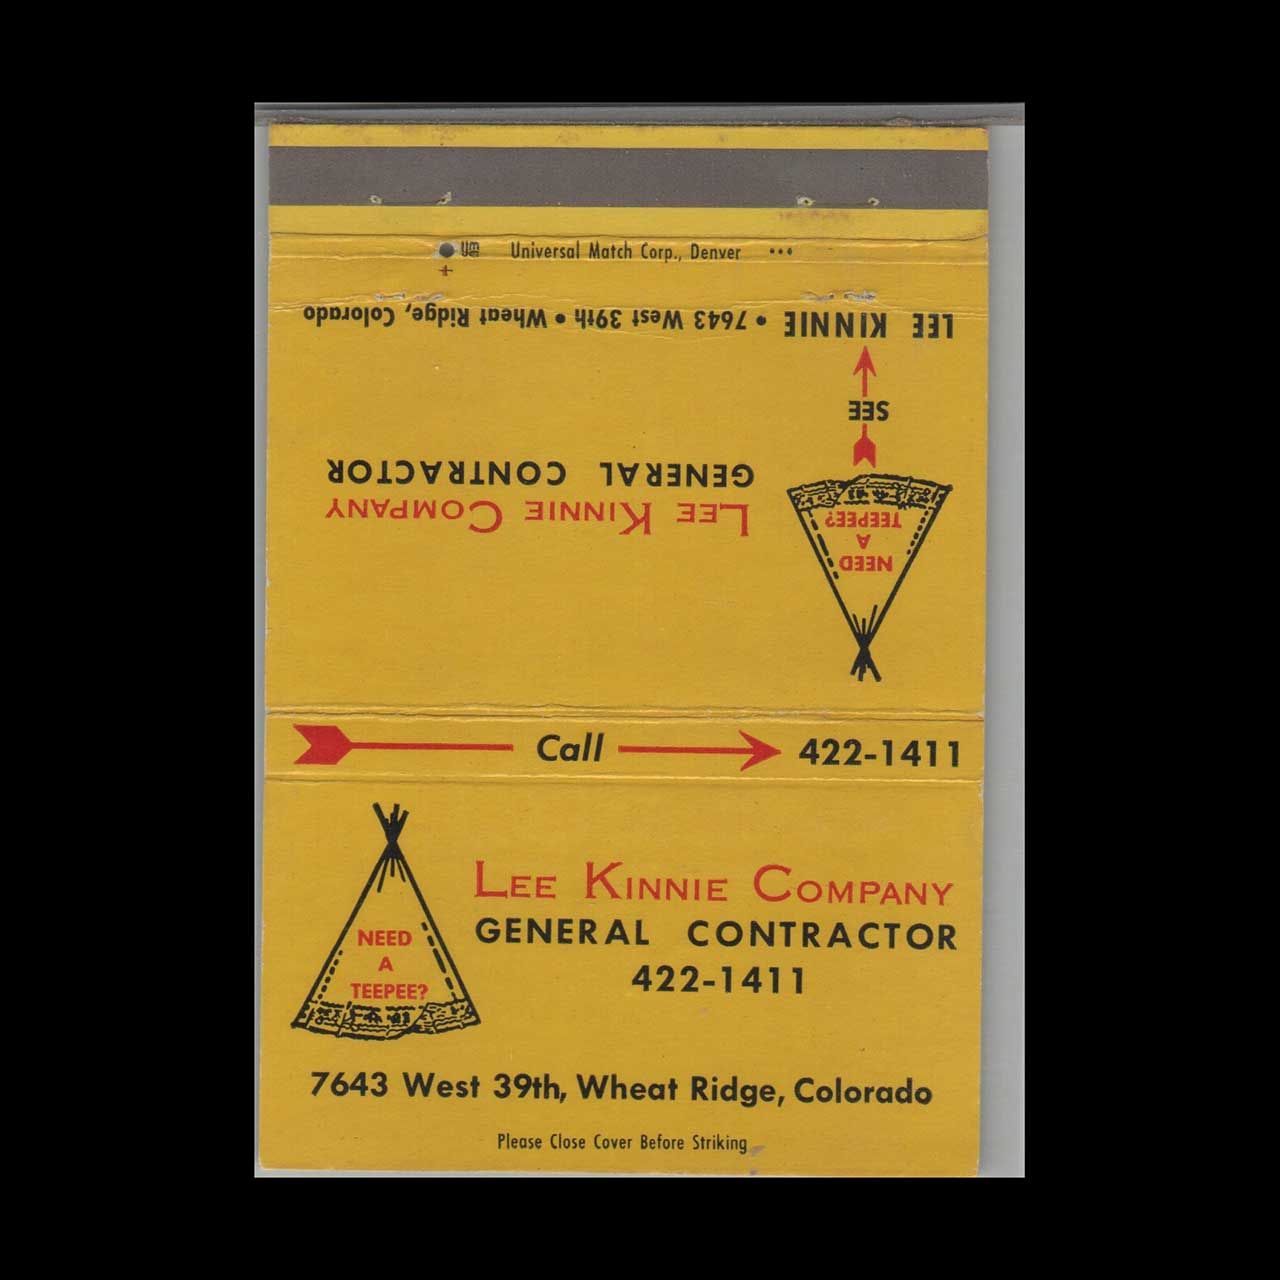 UM
Universal Match Corp., Denver •••
LEE KINNIE • 7643 West 39th • Wheat Ridge, Colorado
SEE
NEED
A
TEEPEE?
LEE KINNIE COMPANY
GENERAL CONTRACTOR
Call 422-1411
NEED
A
TEEPEE?
LEE KINNIE COMPANY
GENERAL CONTRACTOR
422-1411
7643 West 39th, Wheat Ridge, Colorado
Please Close Cover Before Striking